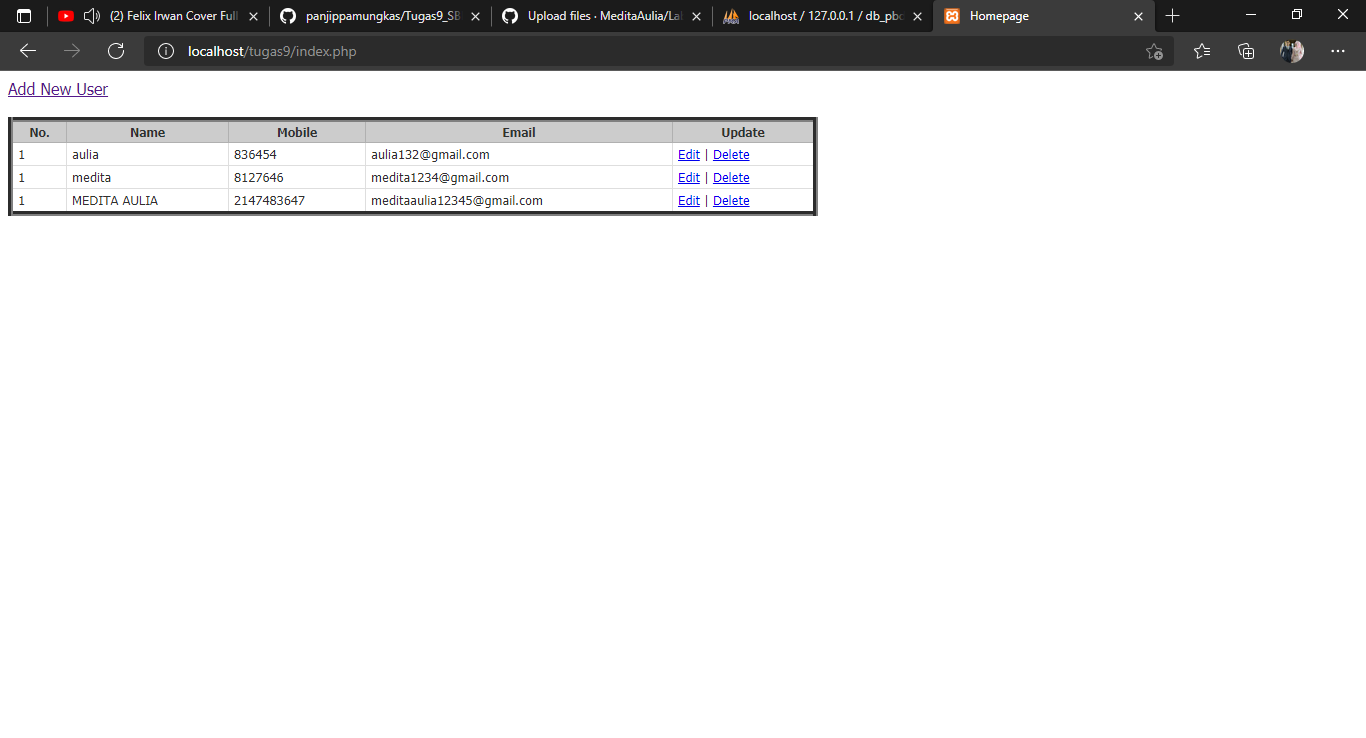 (2) Felix Irwan Cover Full
panjippamungkas/Tugas9_SB
Upload files · MeditaAulia/Lal
localhost / 127.0.0.1 / db_pbo
Homepage
localhost/tugas9/index.php
Add New User
No. Name Mobile Email Update
1 aulia 836454 aulia132@gmail.com Edit | Delete
1 medita 8127646 medita1234@gmail.com Edit | Delete
1 MEDITA AULIA 2147483647 meditaaulia12345@gmail.com Edit | Delete